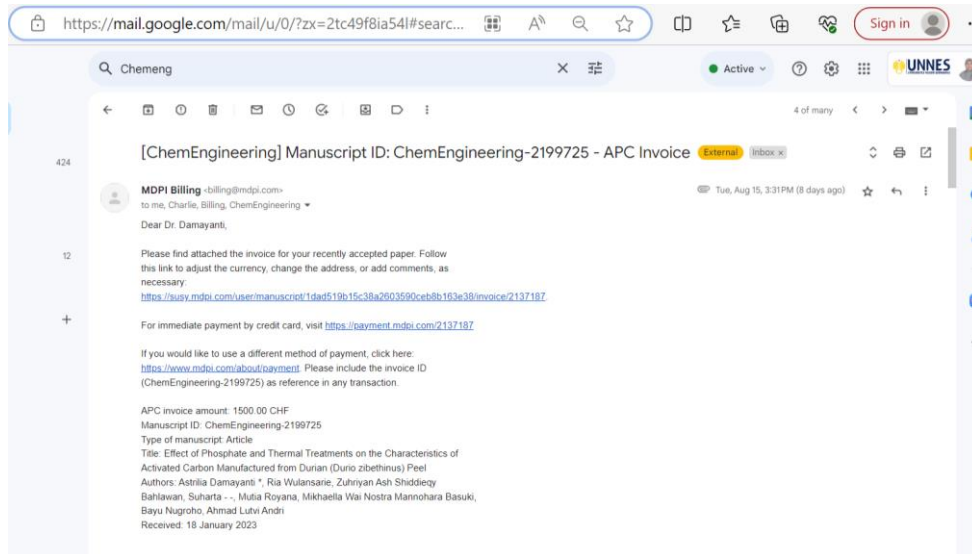 https://mail.google.com/mail/u/0/?zx=2tc49f8ia54l#searc...
Sign in
Chemeng
Active
UNNES
4 of many
424
[ChemEngineering] Manuscript ID: ChemEngineering-2199725 - APC Invoice External Inbox x
MDPI Billing <billing@mdpi.com>
Tue, Aug 15, 3:31 PM (8 days ago)
to me, Charlie, Billing, ChemEngineering
Dear Dr. Damayanti,
Please find attached the invoice for your recently accepted paper. Follow
12
this link to adjust the currency, change the address, or add comments, as
necessary:
https://susy.mdpi.com/user/manuscript/1dad519b15c38a2603590ceb8b163e38/invoice/2137187.
For immediate payment by credit card, visit https://payment.mdpi.com/2137187
If you would like to use a different method of payment, click here:
https://www.mdpi.com/about/payment. Please include the invoice ID
(ChemEngineering-2199725) as reference in any transaction.
APC invoice amount: 1500.00 CHF
Manuscript ID: ChemEngineering-2199725
Type of manuscript: Article
Title: Effect of Phosphate and Thermal Treatments on the Characteristics of
Activated Carbon Manufactured from Durian (Durio zibethinus) Peel
Authors: Astrilia Damayanti *, Ria Wulansarie, Zuhriyan Ash Shiddieqy
Bahlawan, Suharta - -, Mutia Royana, Mikhaella Wai Nostra Mannohara Basuki,
Bayu Nugroho, Ahmad Lutvi Andri
Received: 18 January 2023